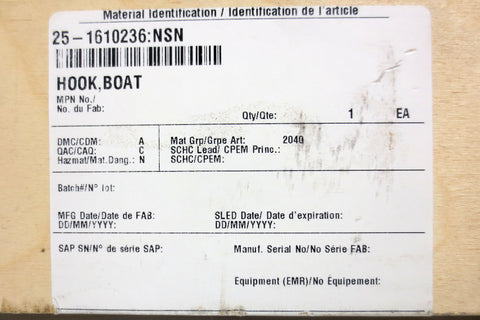 Material Identification / Identification de l'article
25-1610236:NSN
HOOK,BOAT
MPN No./
No. du Fab:
Qty/Qte: 1 EA
DMC/CDM: A Mat Grp/Grpe Art: 2040
QAC/CAQ: C SCHC Lead/ CPEM Princ.:
Hazmat/Mat.Dang.: N SCHC/CPEM:
Batch#/N° lot:
MFG Date/Date de FAB: SLED Date/ Date d'expiration:
DD/MM/YYYY: DD/MM/YYYY:
SAP SN/N° de série SAP: Manuf. Serial No/No Série FAB:
Equipment (EMR)/No Équipement: